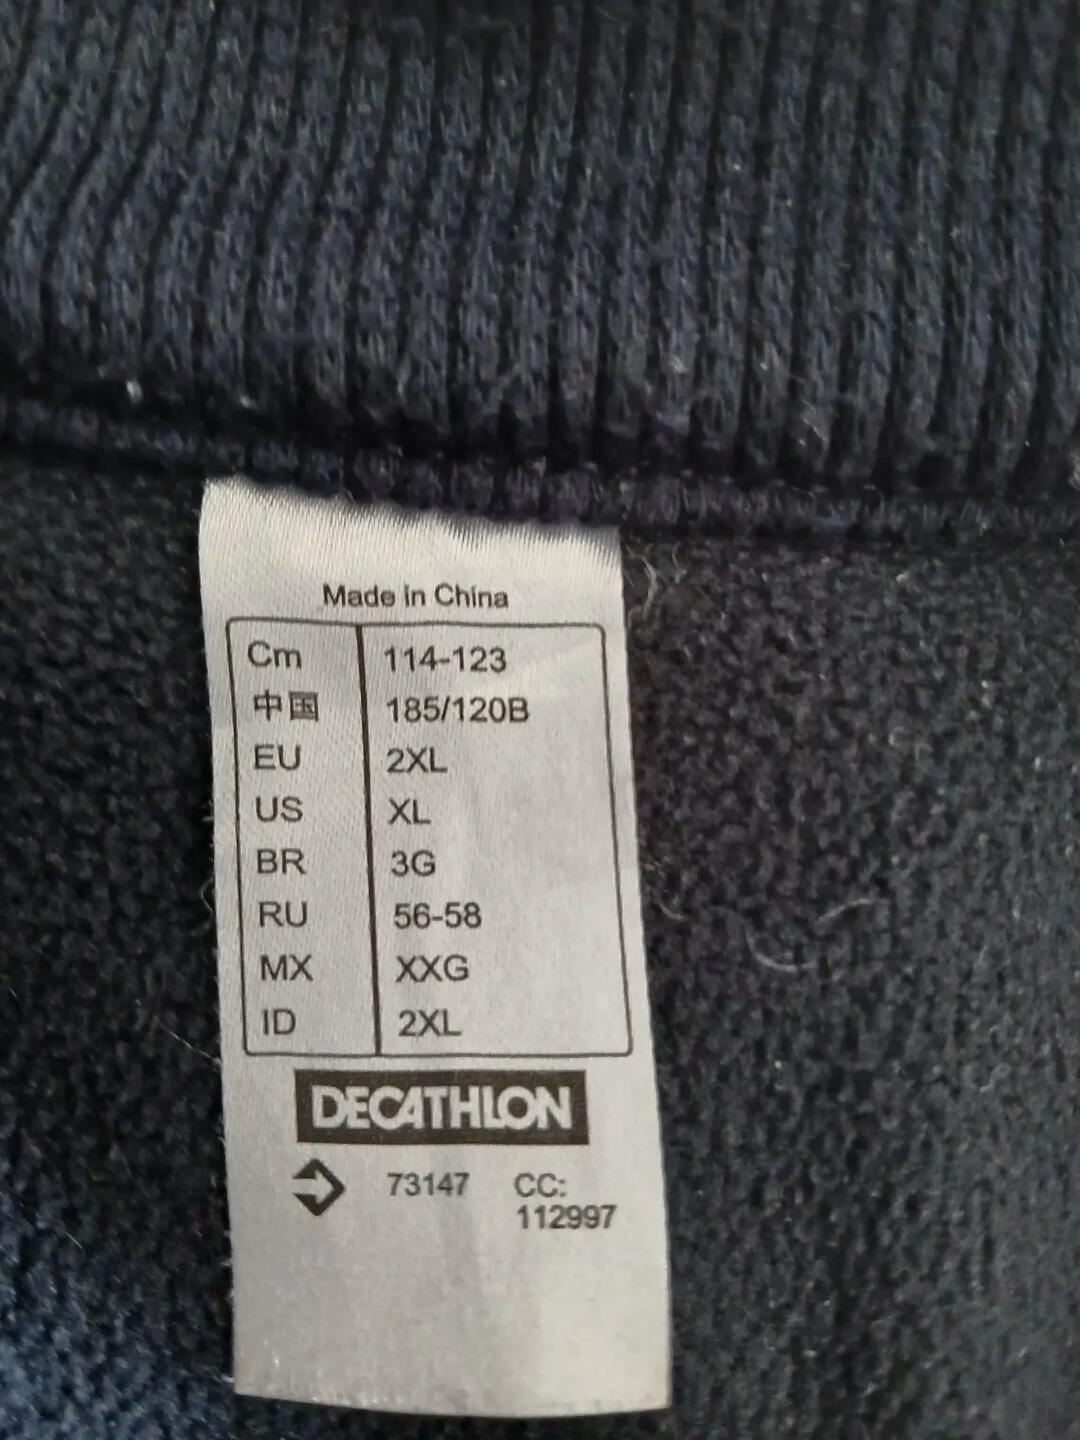 Made in China
Cm 114-123
中国 185/120B
EU 2XL
US XL
BR 3G
RU 56-58
MX XXG
ID 2XL
DECATHLON
73147 CC:
112997